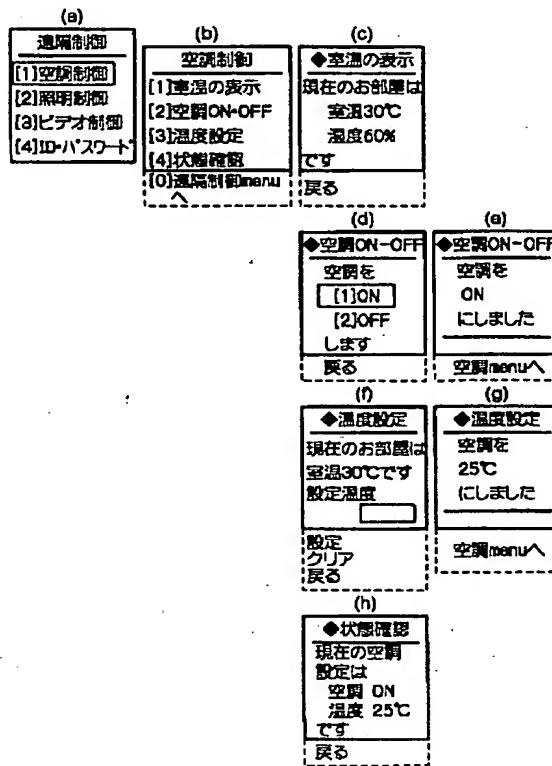 (a)
遠隔制御
[1]空調制御
[2]照明制御
[3]ビデオ制御
[4]ID・パスワード
(b)
空調制御
[1]室温の表示
[2]空調ON・OFF
[3]温度設定
[4]状態確認
[0]遠隔制御menu
へ
(c)
◆室温の表示
現在のお部屋は
室温30℃
湿度60%
です
戻る
(d)
◆空調ON-OFF
空調を
[1]ON
[2]OFF
します
戻る
(e)
◆空調ON-OFF
空調を
ON
にしました
空調menuへ
(f)
◆温度設定
現在のお部屋は
室温30℃です
設定温度
設定
クリア
戻る
(g)
◆温度設定
空調を
25℃
にしました
空調menuへ
(h)
◆状態確認
現在の空調
設定は
空調 ON
温度 25℃
です
戻る